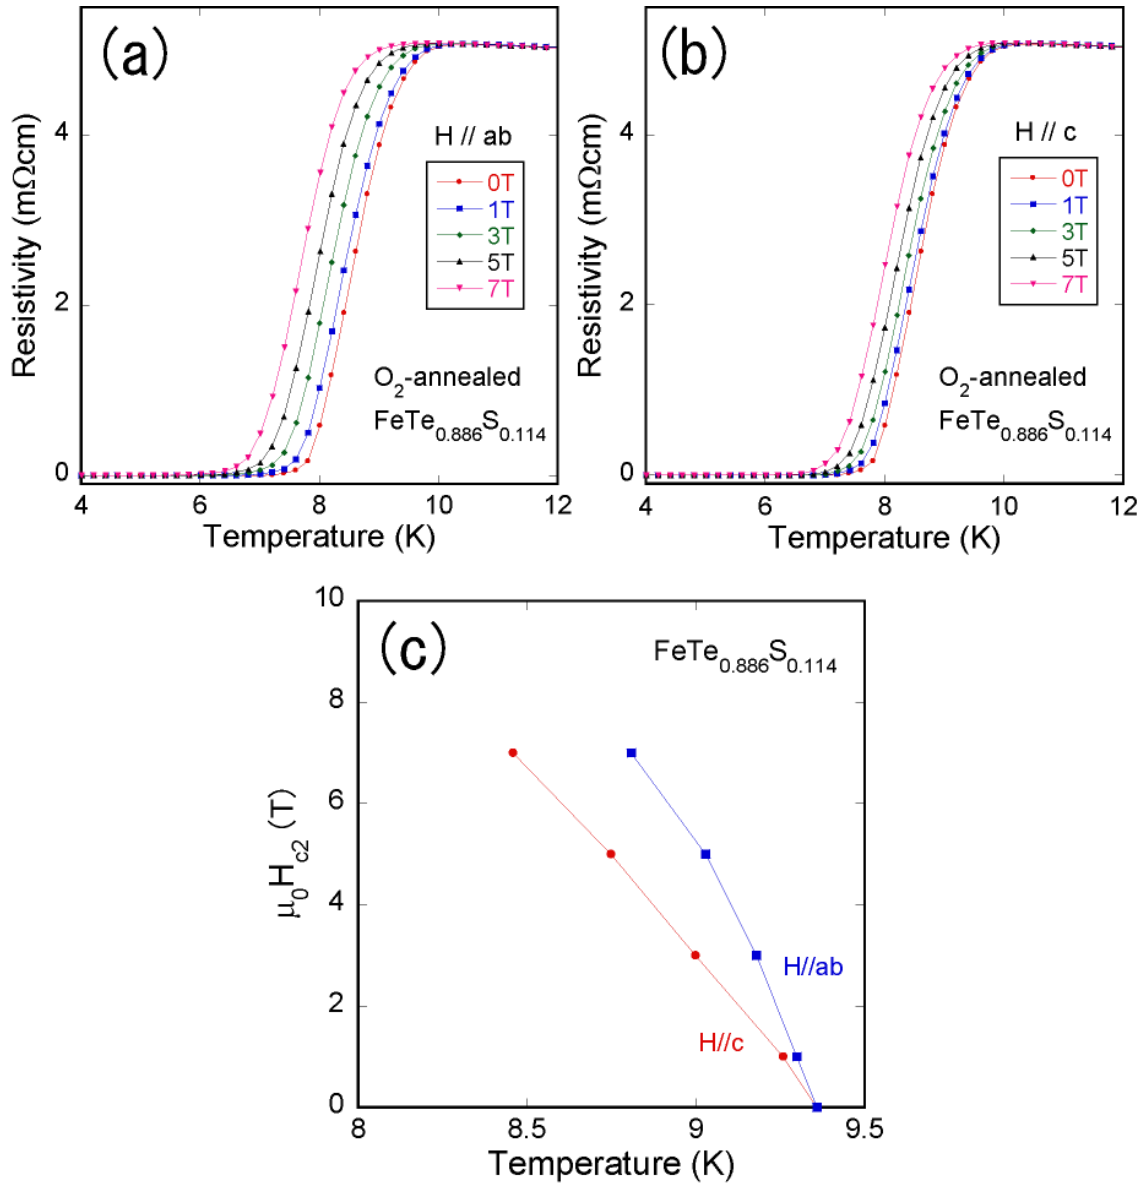 (a)
H // ab
0T
1T
3T
5T
7T
O₂-annealed
FeTe₀.₈₈₆S₀.₁₁₄
Resistivity (mΩcm)
4
2
0
4 6 8 10 12
Temperature (K)
(b)
H // c
0T
1T
3T
5T
7T
O₂-annealed
FeTe₀.₈₈₆S₀.₁₁₄
Resistivity (mΩcm)
4
2
0
4 6 8 10 12
Temperature (K)
(c)
FeTe₀.₈₈₆S₀.₁₁₄
μ₀H_c2 (T)
10
8
6
4
2
0
H//ab
H//c
8 8.5 9 9.5
Temperature (K)